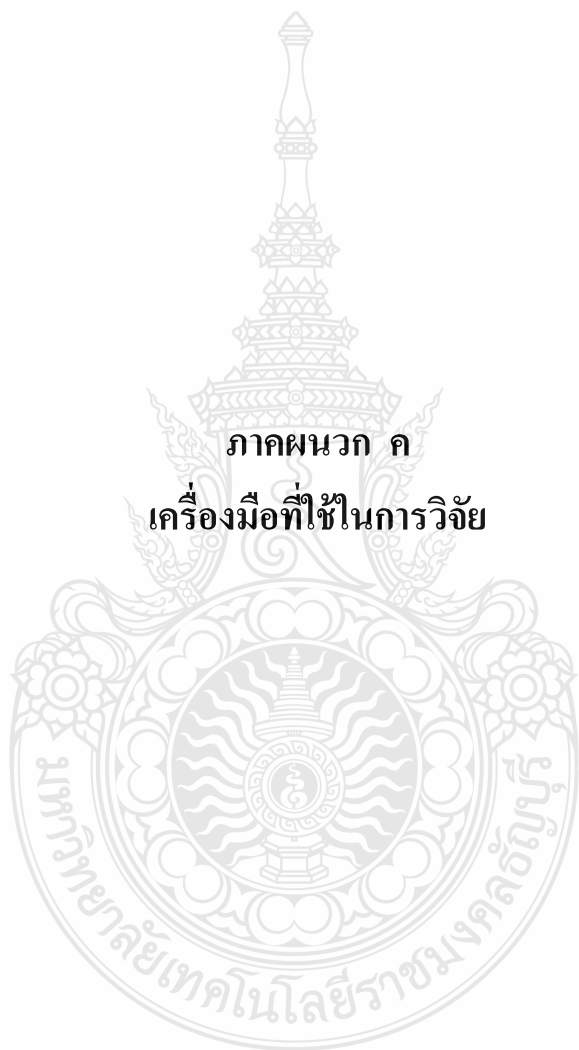 ภาคผนวก ค
เครื่องมือที่ใช้ในการวิจัย
มหาวิทยาลัยเทคโนโลยีราชมงคลธัญบุรี